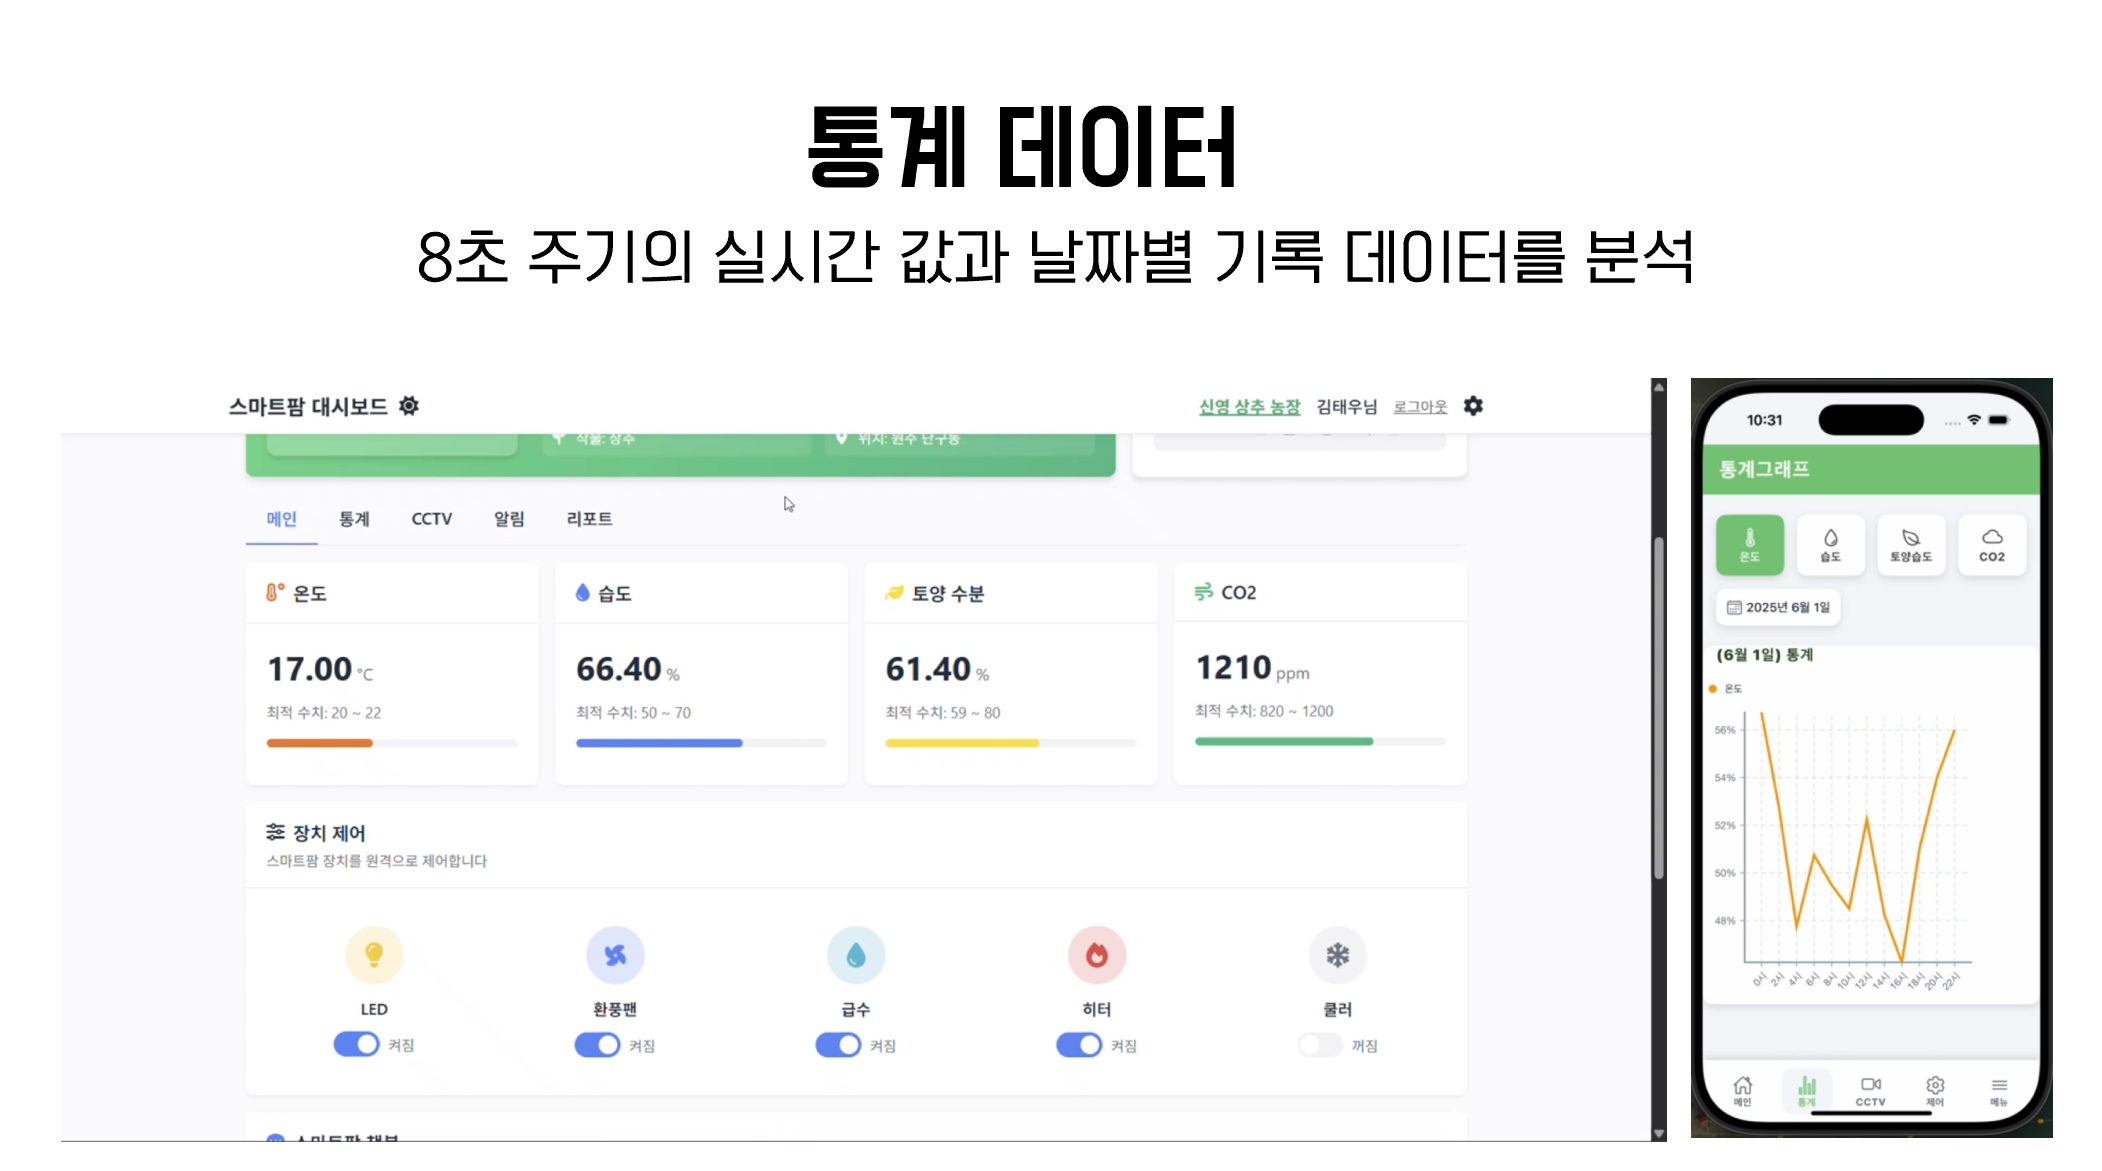 통계 데이터
8초 주기의 실시간 값과 날짜별 기록 데이터를 분석
스마트팜 대시보드
신영 상추 농장 김태우님 로그아웃
작물: 상추 위치: 원주 단구동
메인 통계 CCTV 알림 리포트
온도 습도 토양 수분 CO2
17.00 °C 66.40 % 61.40 % 1210 ppm
최적 수치: 20 ~ 22 최적 수치: 50 ~ 70 최적 수치: 59 ~ 80 최적 수치: 820 ~ 1200
장치 제어
스마트팜 장치를 원격으로 제어합니다
LED 환풍팬 급수 히터 쿨러
켜짐 켜짐 켜짐 켜짐 꺼짐
스마트팜 챗봇
10:31
통계그래프
온도 습도 토양습도 CO2
2025년 6월 1일
(6월 1일) 통계
온도
56%
54%
52%
50%
48%
0시 2시 4시 6시 8시 10시 12시 14시 16시 18시 20시 22시
메인 통계 CCTV 제어 메뉴